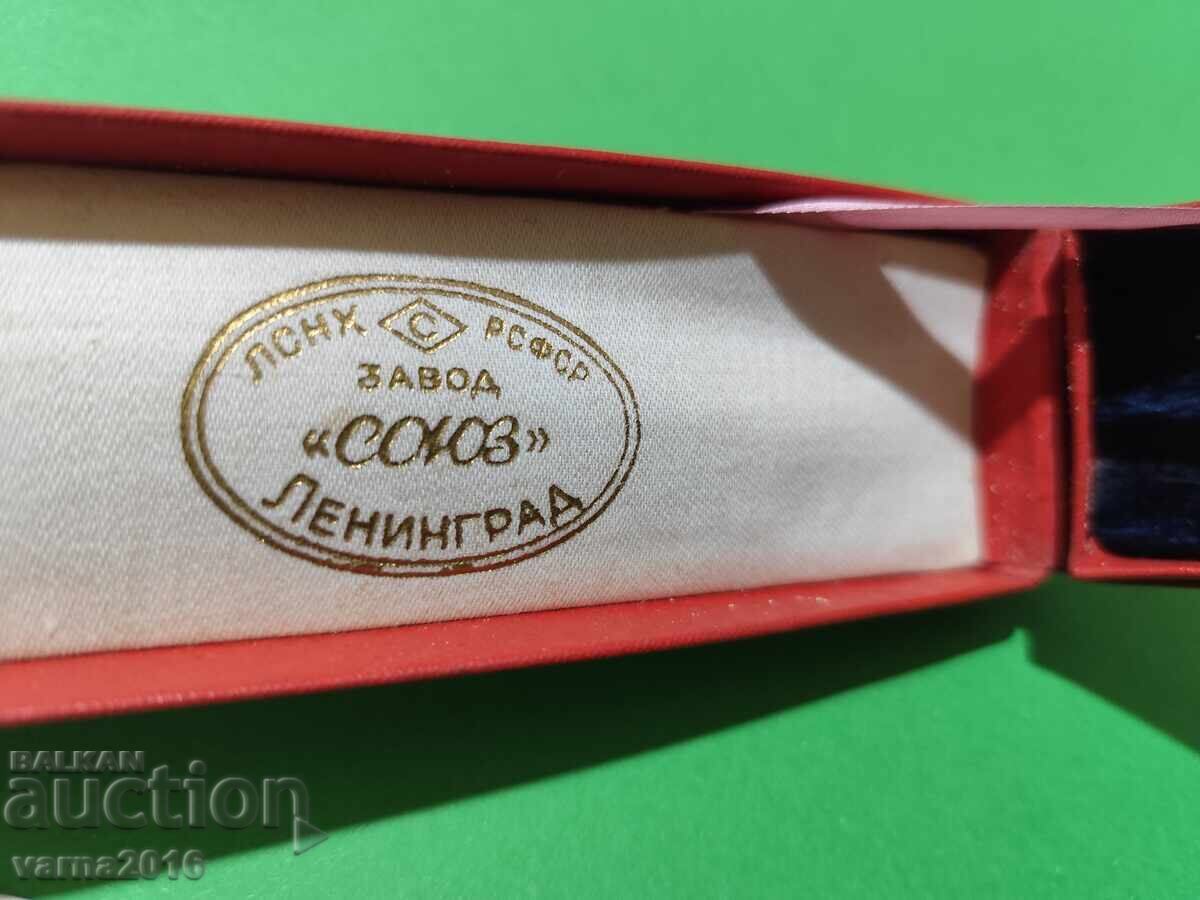 ЛСНХ С РСФСР
ЗАВОД
«СОЮЗ»
ЛЕНИНГРАД
BALKAN
auction
varna2016